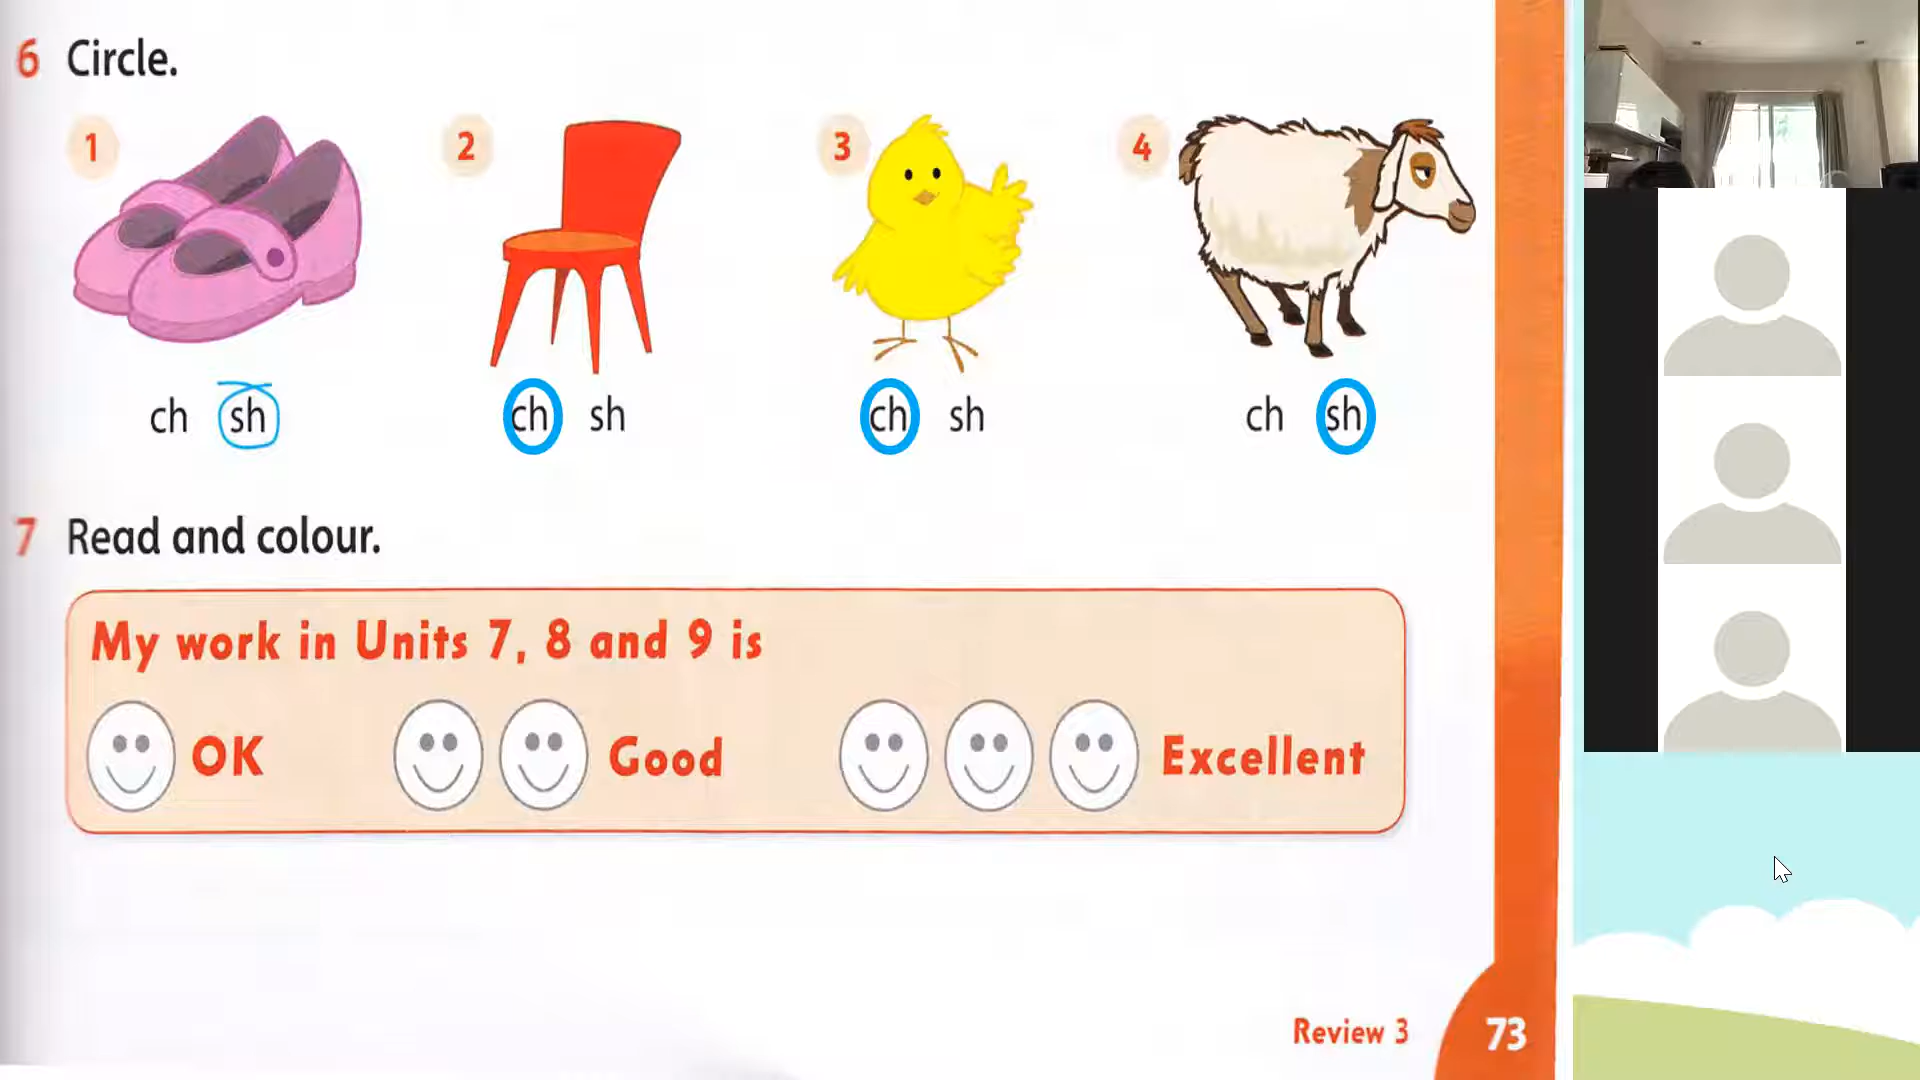 6 Circle.
1 2 3 4
ch sh ch sh ch sh ch sh
7 Read and colour.
My work in Units 7, 8 and 9 is
OK Good Excellent
Review 3 73